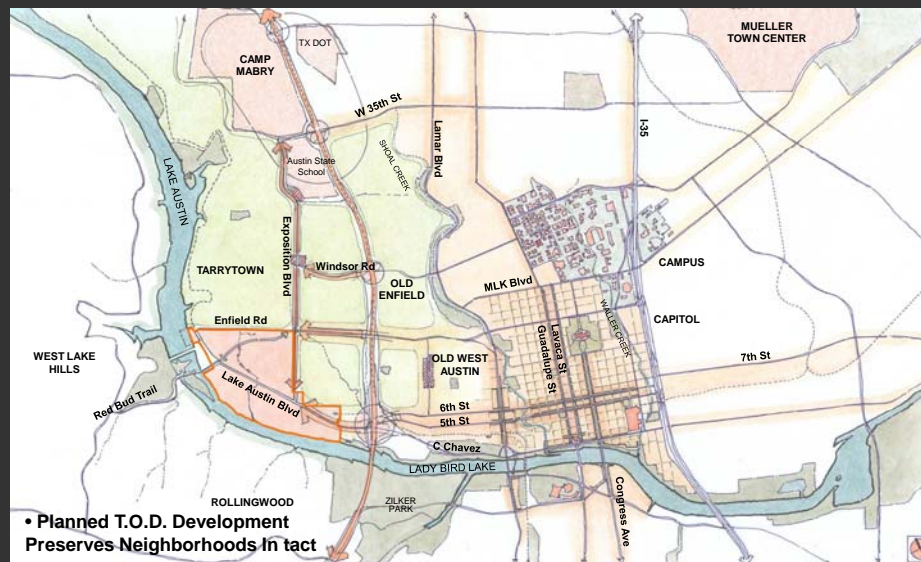 MUELLER
TOWN CENTER
TX DOT
CAMP
MABRY
W 35th St
Lamar Blvd
I-35
SHOAL CREEK
LAKE AUSTIN
Austin State
School
Exposition Blvd
TARRYTOWN
Windsor Rd
OLD
ENFIELD
CAMPUS
MLK Blvd
Enfield Rd
WALLER CREEK
CAPITOL
Lavaca St
Guadalupe St
WEST LAKE
HILLS
OLD WEST
AUSTIN
7th St
Lake Austin Blvd
Red Bud Trail
6th St
5th St
C Chavez
LADY BIRD LAKE
Congress Ave
ROLLINGWOOD
ZILKER
PARK
• Planned T.O.D. Development
Preserves Neighborhoods In tact